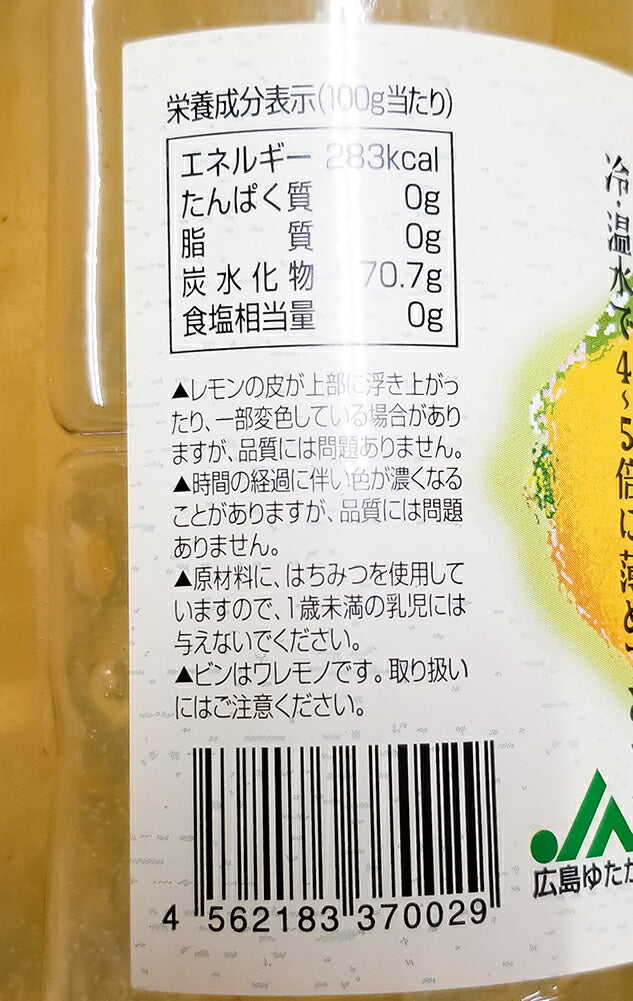 栄養成分表示(100g当たり)
エネルギー 283kcal
たんぱく質 0g
脂質 0g
炭水化物 70.7g
食塩相当量 0g
▲レモンの皮が上部に浮き上がっ
たり、一部変色している場合があり
ますが、品質には問題ありません。
▲時間の経過に伴い色が濃くなる
ことがありますが、品質には問題
ありません。
▲原材料に、はちみつを使用して
いますので、1歳未満の乳児には
与えないでください。
▲ビンはワレモノです。取り扱い
にはご注意ください。
4 562183 370029
冷・温水で4~5倍に薄め
JA
広島ゆたか